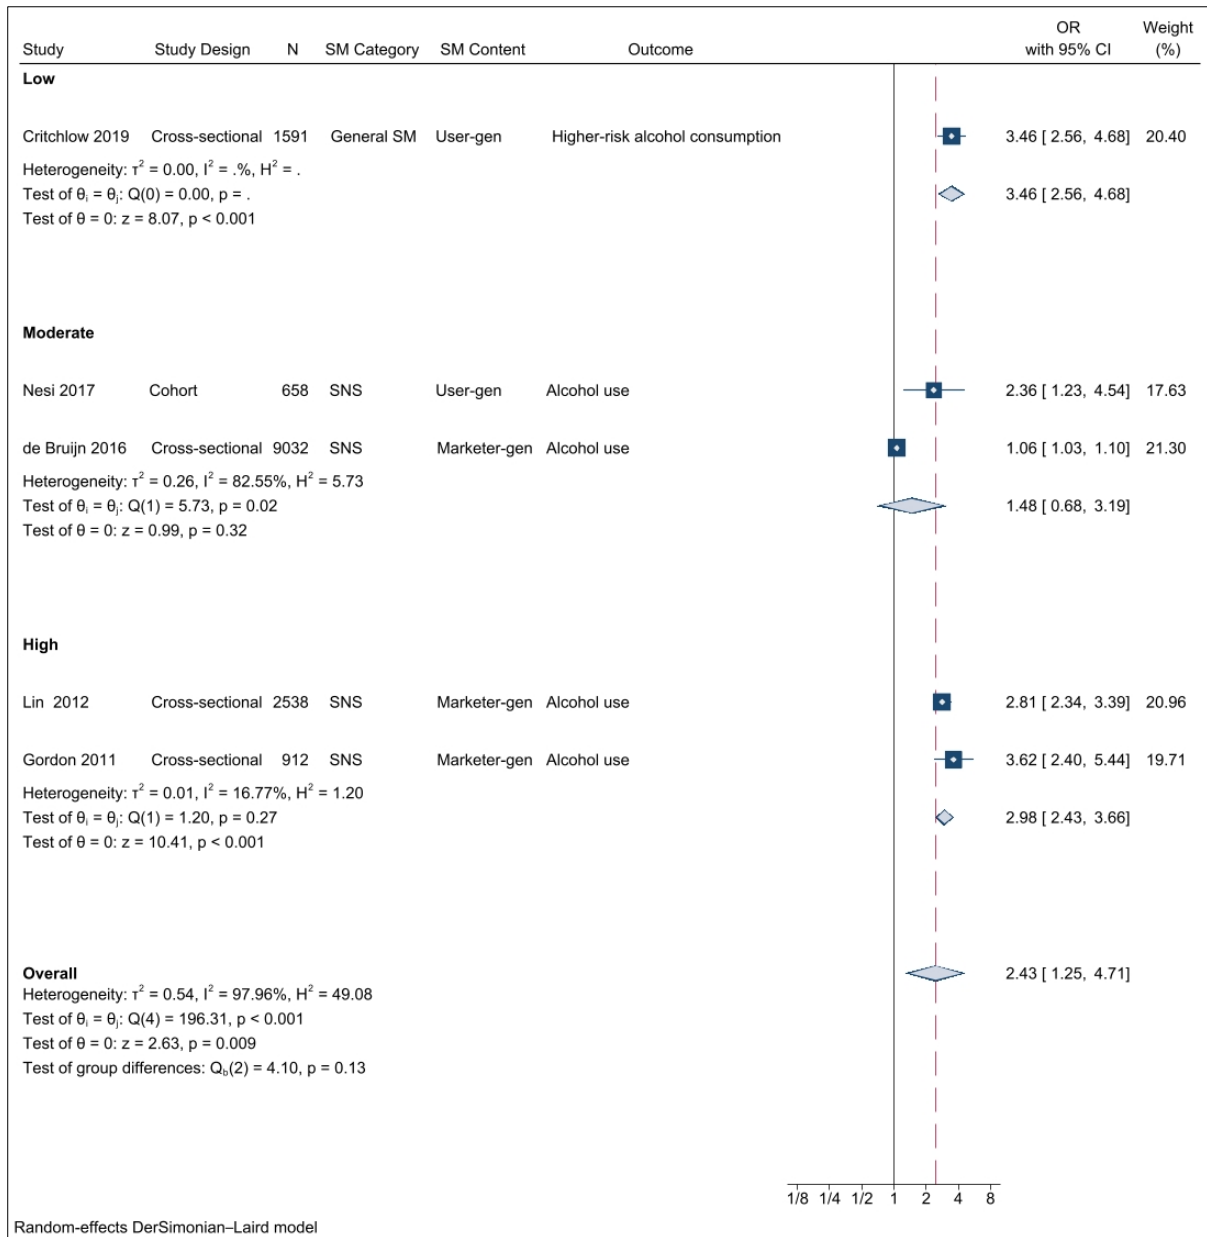 Study Study Design N SM Category SM Content Outcome OR with 95% CI Weight (%)
Low
Critchlow 2019 Cross-sectional 1591 General SM User-gen Higher-risk alcohol consumption 3.46 [ 2.56, 4.68] 20.40
Heterogeneity: τ² = 0.00, I² = .%, H² = .
Test of θᵢ = θⱼ: Q(0) = 0.00, p = . 3.46 [ 2.56, 4.68]
Test of θ = 0: z = 8.07, p < 0.001
Moderate
Nesi 2017 Cohort 658 SNS User-gen Alcohol use 2.36 [ 1.23, 4.54] 17.63
de Bruijn 2016 Cross-sectional 9032 SNS Marketer-gen Alcohol use 1.06 [ 1.03, 1.10] 21.30
Heterogeneity: τ² = 0.26, I² = 82.55%, H² = 5.73
Test of θᵢ = θⱼ: Q(1) = 5.73, p = 0.02 1.48 [ 0.68, 3.19]
Test of θ = 0: z = 0.99, p = 0.32
High
Lin 2012 Cross-sectional 2538 SNS Marketer-gen Alcohol use 2.81 [ 2.34, 3.39] 20.96
Gordon 2011 Cross-sectional 912 SNS Marketer-gen Alcohol use 3.62 [ 2.40, 5.44] 19.71
Heterogeneity: τ² = 0.01, I² = 16.77%, H² = 1.20
Test of θᵢ = θⱼ: Q(1) = 1.20, p = 0.27 2.98 [ 2.43, 3.66]
Test of θ = 0: z = 10.41, p < 0.001
Overall 2.43 [ 1.25, 4.71]
Heterogeneity: τ² = 0.54, I² = 97.96%, H² = 49.08
Test of θᵢ = θⱼ: Q(4) = 196.31, p < 0.001
Test of θ = 0: z = 2.63, p = 0.009
Test of group differences: Q_b(2) = 4.10, p = 0.13
1/8 1/4 1/2 1 2 4 8
Random-effects DerSimonian–Laird model